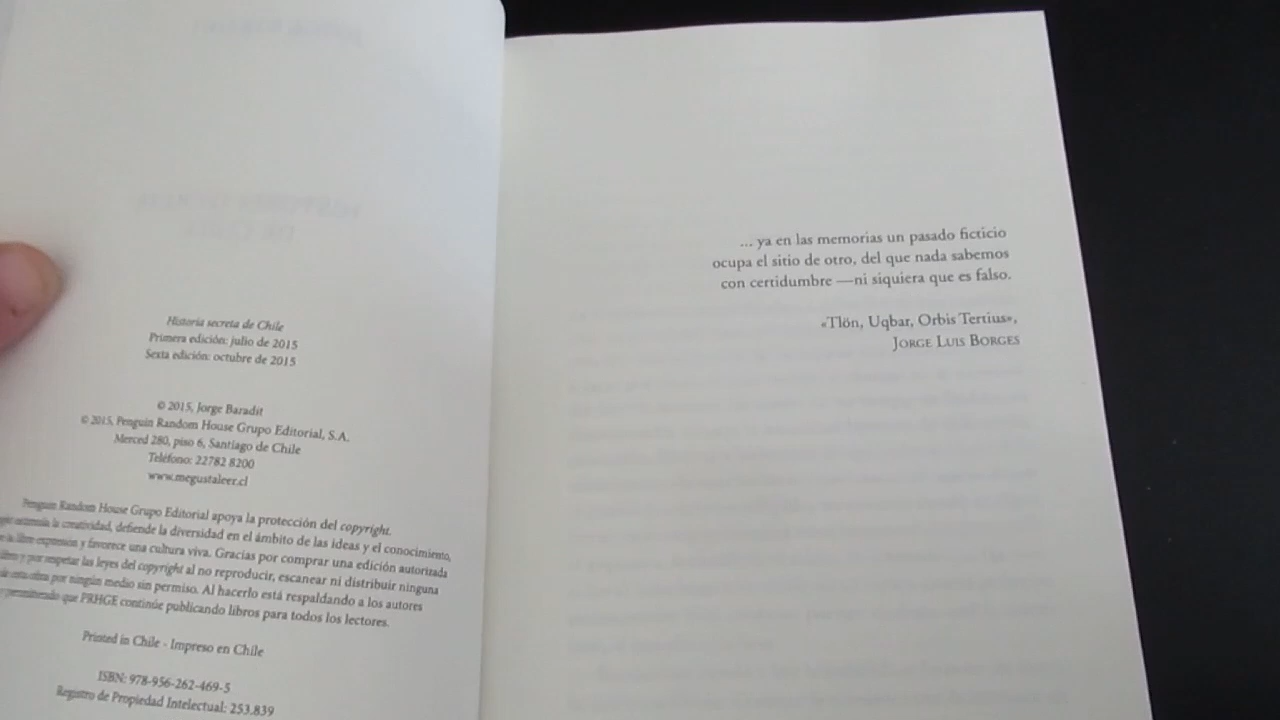 Historia secreta de Chile
Primera edición: julio de 2015
Sexta edición: octubre de 2015
© 2015, Jorge Baradit
© 2015, Penguin Random House Grupo Editorial, S.A.
Merced 280, piso 6, Santiago de Chile
Teléfono: 22782 8200
www.megustaleer.cl
Penguin Random House Grupo Editorial apoya la protección del copyright.
estimula la creatividad, defiende la diversidad en el ámbito de las ideas y el conocimiento,
la libre expresión y favorece una cultura viva. Gracias por comprar una edición autorizada
libro y por respetar las leyes del copyright al no reproducir, escanear ni distribuir ninguna
de esta obra por ningún medio sin permiso. Al hacerlo está respaldando a los autores
y permitiendo que PRHGE continúe publicando libros para todos los lectores.
Printed in Chile - Impreso en Chile
ISBN: 978-956-262-469-5
Registro de Propiedad Intelectual: 253.839
... ya en las memorias un pasado ficticio
ocupa el sitio de otro, del que nada sabemos
con certidumbre —ni siquiera que es falso.
«Tlön, Uqbar, Orbis Tertius»,
JORGE LUIS BORGES